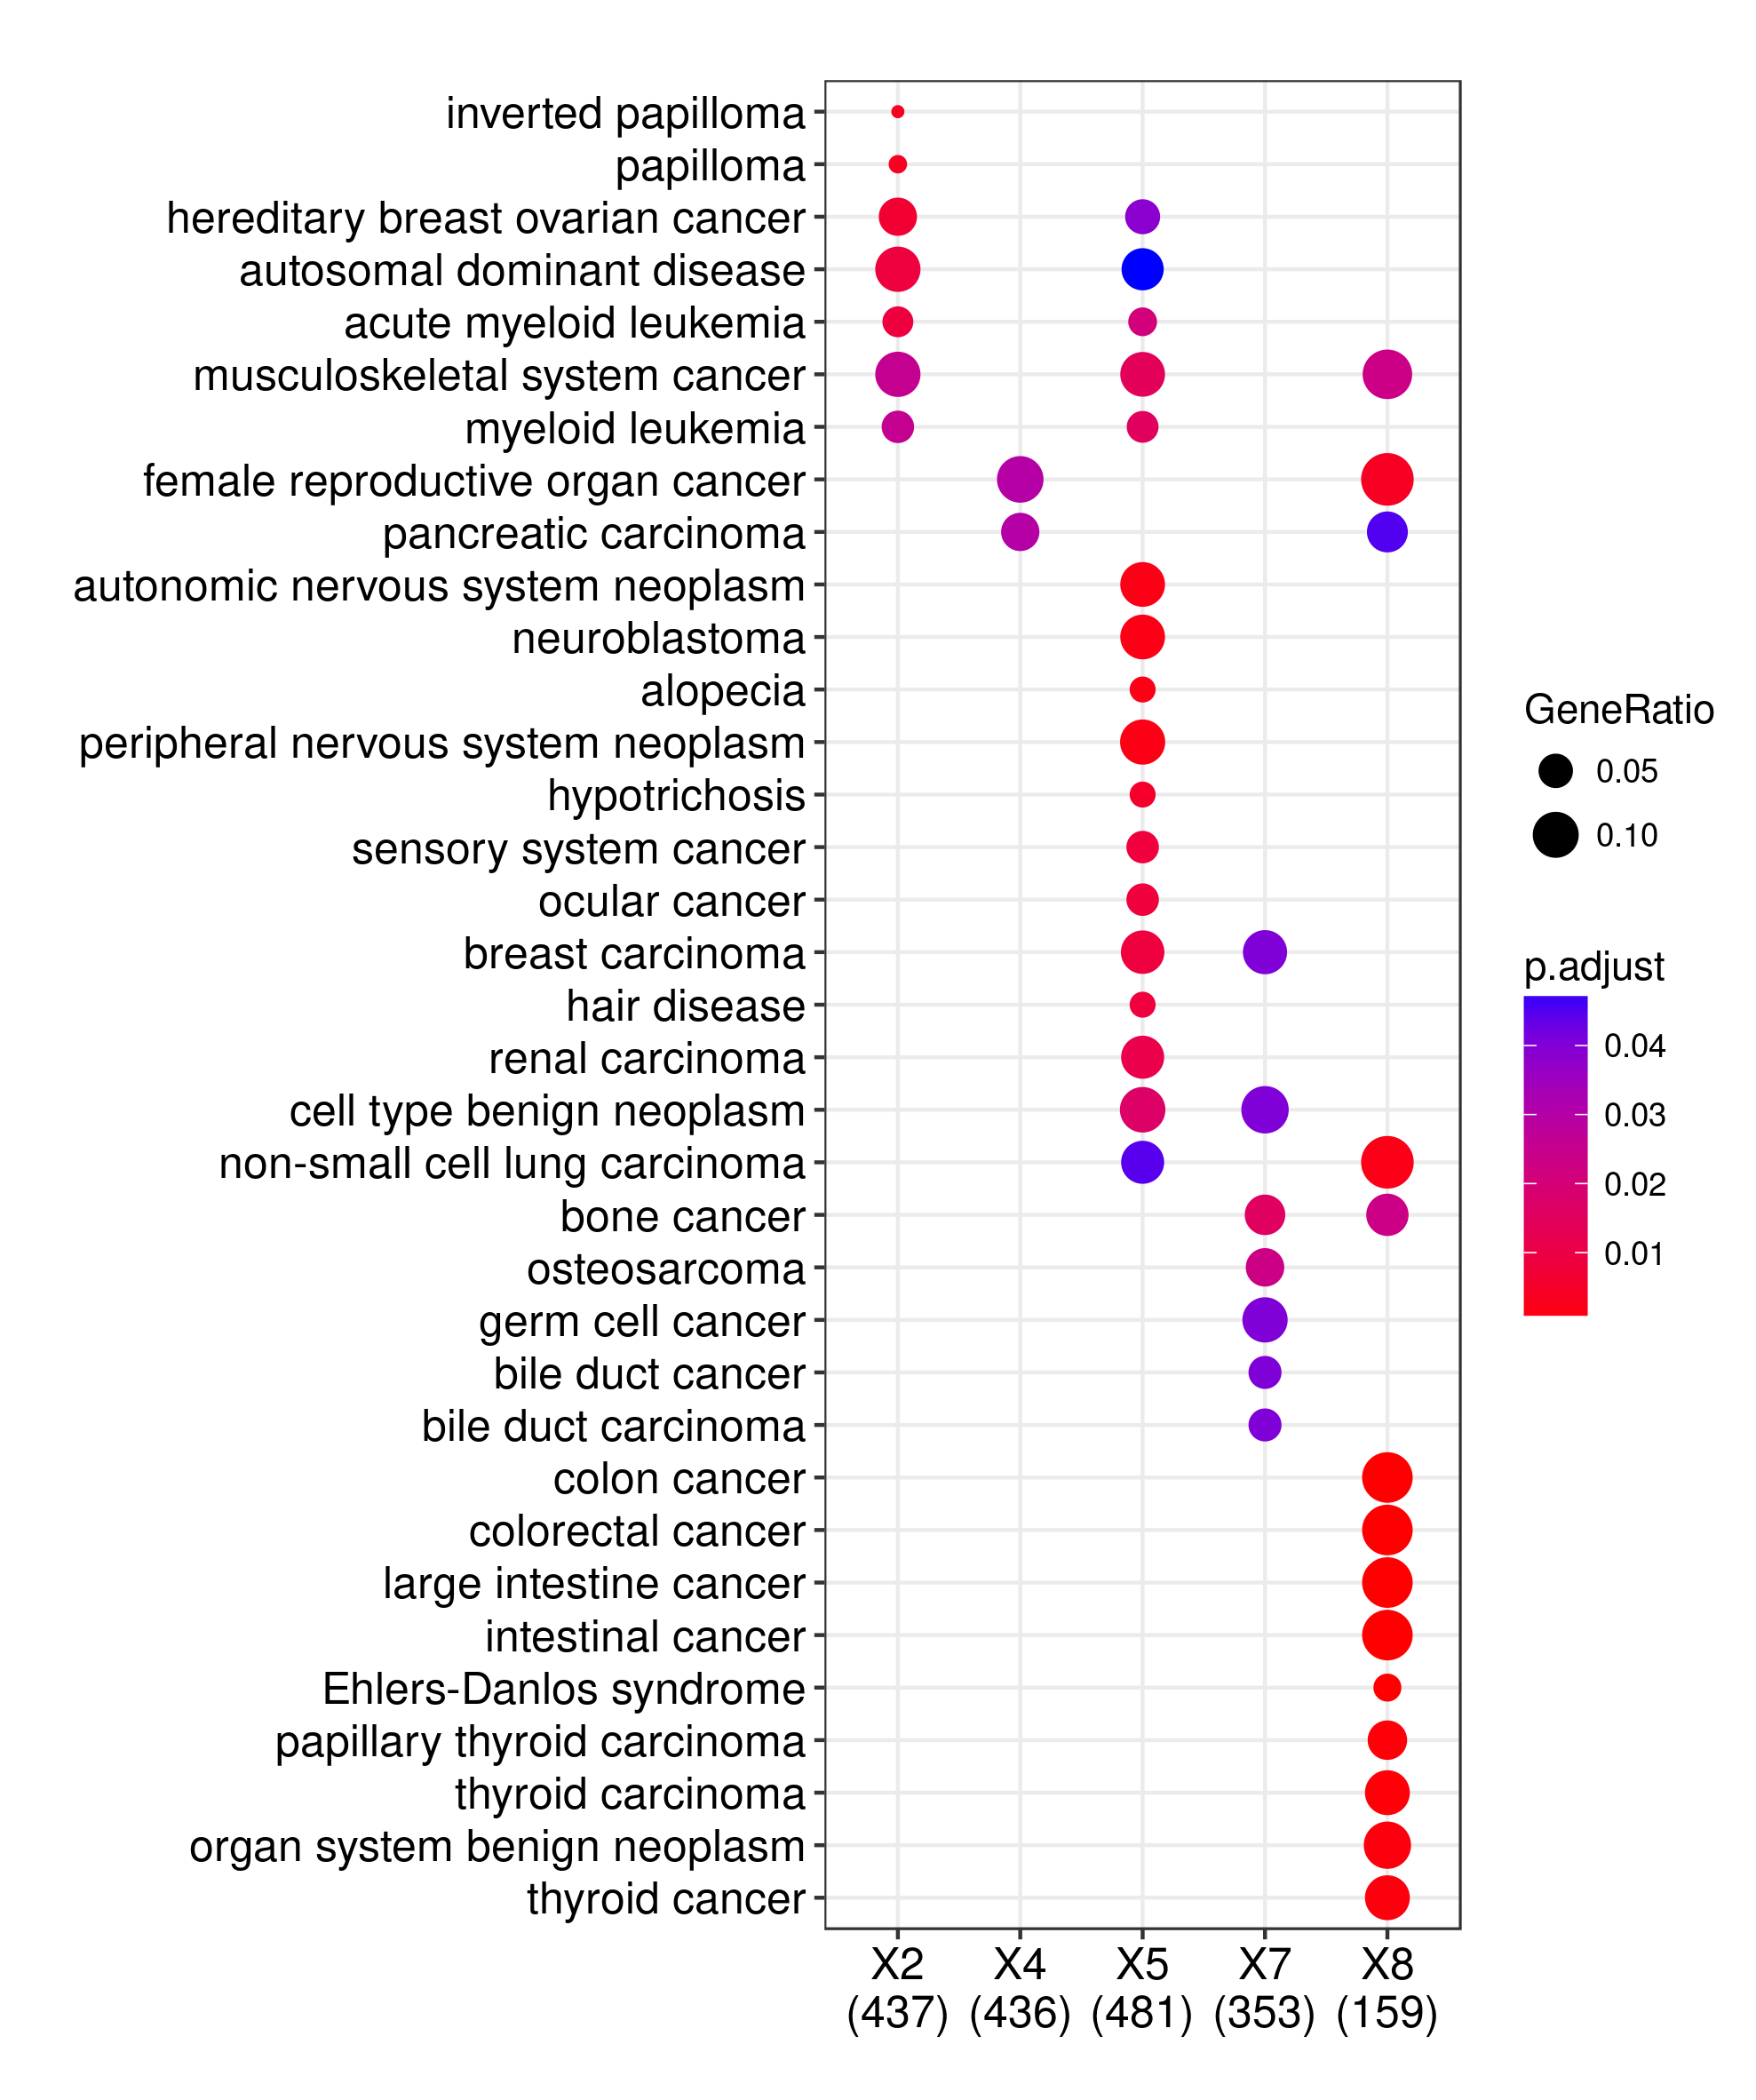 inverted papilloma
papilloma
hereditary breast ovarian cancer
autosomal dominant disease
acute myeloid leukemia
musculoskeletal system cancer
myeloid leukemia
female reproductive organ cancer
pancreatic carcinoma
autonomic nervous system neoplasm
neuroblastoma
alopecia
peripheral nervous system neoplasm
hypotrichosis
sensory system cancer
ocular cancer
breast carcinoma
hair disease
renal carcinoma
cell type benign neoplasm
non-small cell lung carcinoma
bone cancer
osteosarcoma
germ cell cancer
bile duct cancer
bile duct carcinoma
colon cancer
colorectal cancer
large intestine cancer
intestinal cancer
Ehlers-Danlos syndrome
papillary thyroid carcinoma
thyroid carcinoma
organ system benign neoplasm
thyroid cancer
X2 X4 X5 X7 X8
(437) (436) (481) (353) (159)
GeneRatio
0.05
0.10
p.adjust
0.04
0.03
0.02
0.01